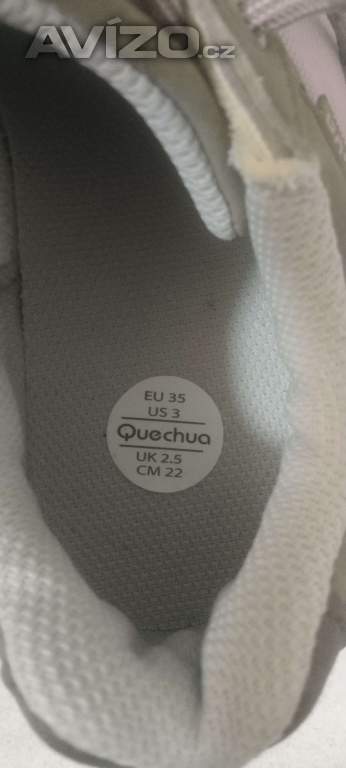 AVÍZO.cz
EU 35
US 3
Quechua
UK 2.5
CM 22